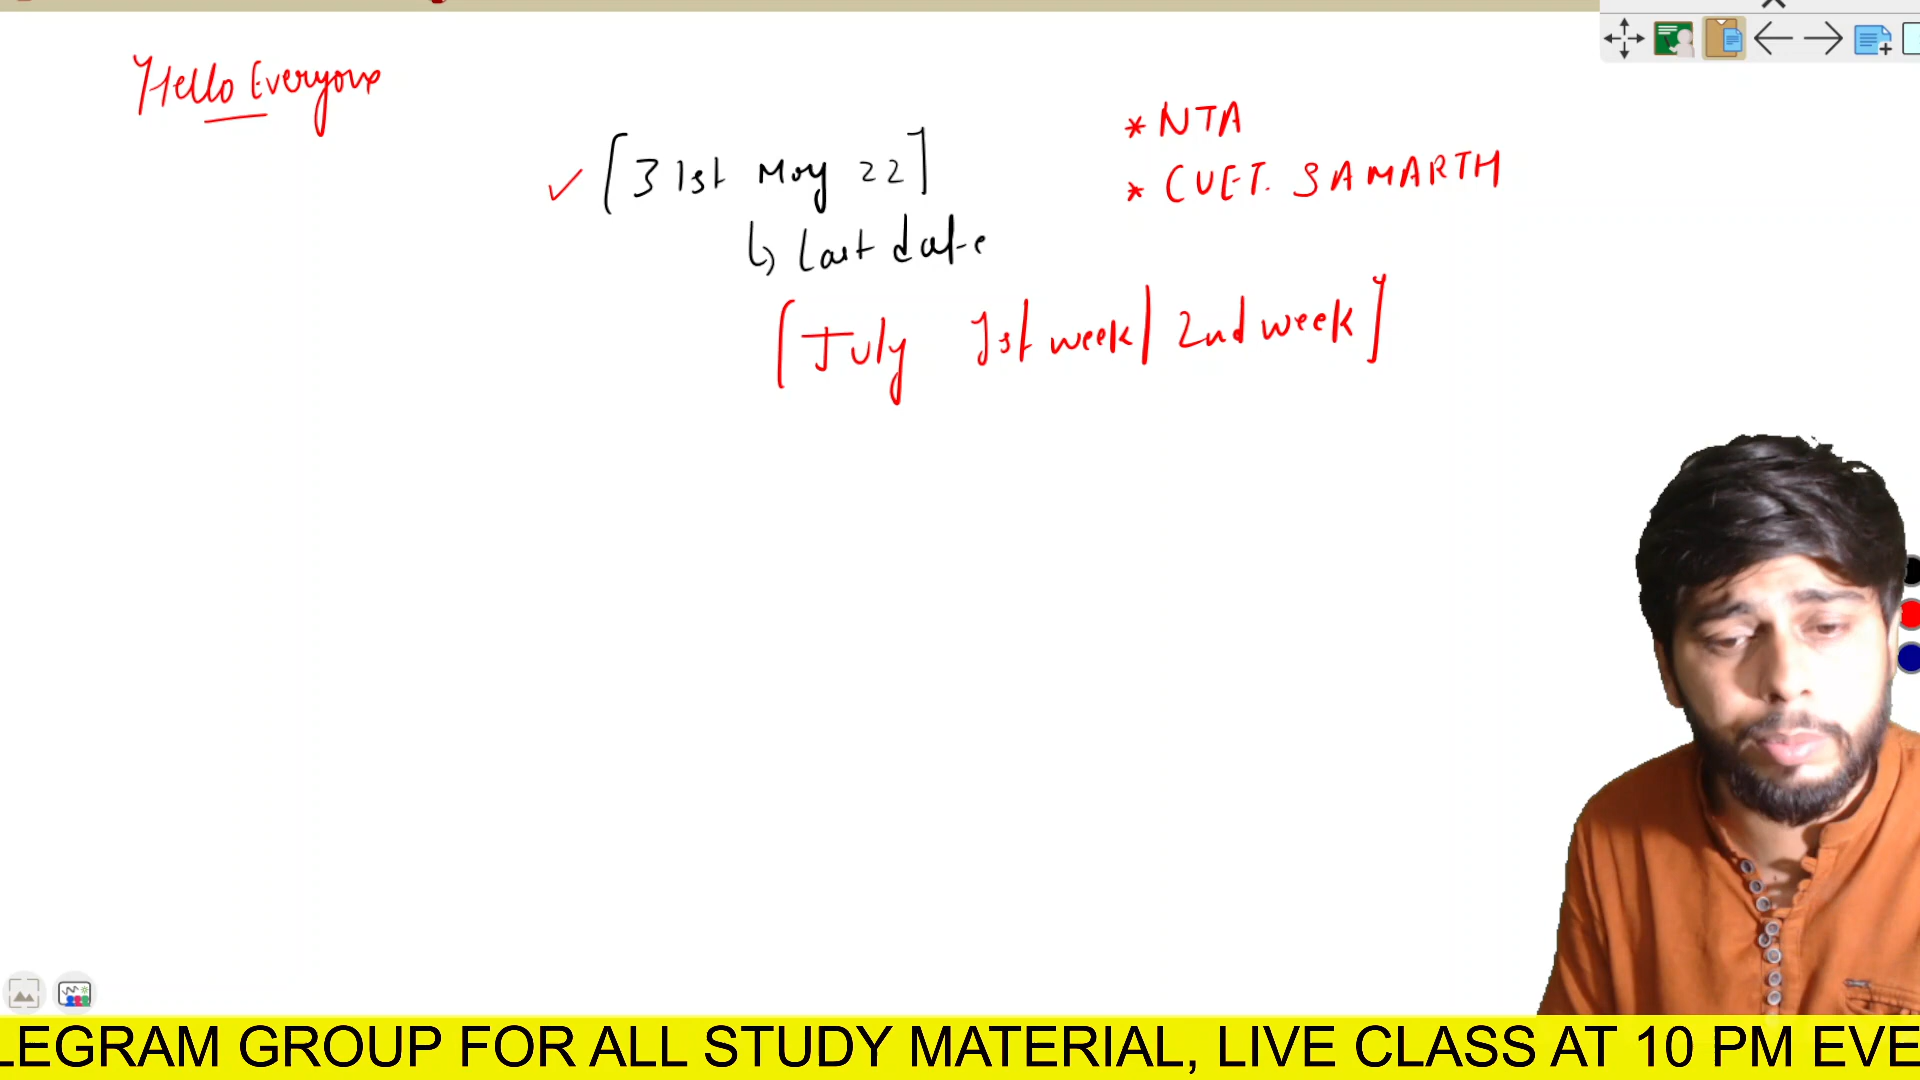 Hello Everyone
[31st May 22]
↳ last date
* NTA
* CUET. SAMARTH
[July 1st week / 2nd week]
LEGRAM GROUP FOR ALL STUDY MATERIAL, LIVE CLASS AT 10 PM EVE